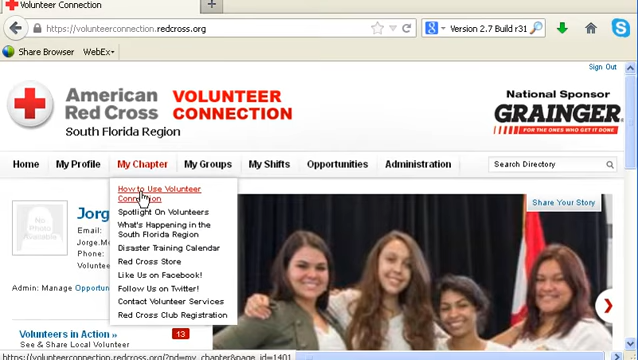 Volunteer Connection
https://volunteerconnection.redcross.org
Version 2.7 Build r31
Share Browser WebEx
Sign Out
American Red Cross
VOLUNTEER CONNECTION
South Florida Region
National Sponsor
GRAINGER
FOR THE ONES WHO GET IT DONE
Home My Profile My Chapter My Groups My Shifts Opportunities Administration Search Directory
How to Use Volunteer
Connection
Spotlight On Volunteers
What's Happening in the
South Florida Region
Disaster Training Calendar
Red Cross Store
Like Us on Facebook!
Follow Us on Twitter!
Contact Volunteer Services
Red Cross Club Registration
No Photo Available
Jorg
Email:
Jorge.M
Phone:
Volunteer
Admin: Manage Opportun
Share Your Story
Volunteers in Action » 13
See & Share Local Volunteer
https://volunteerconnection.redcross.org/?nd=my_chapter&page_id=1401